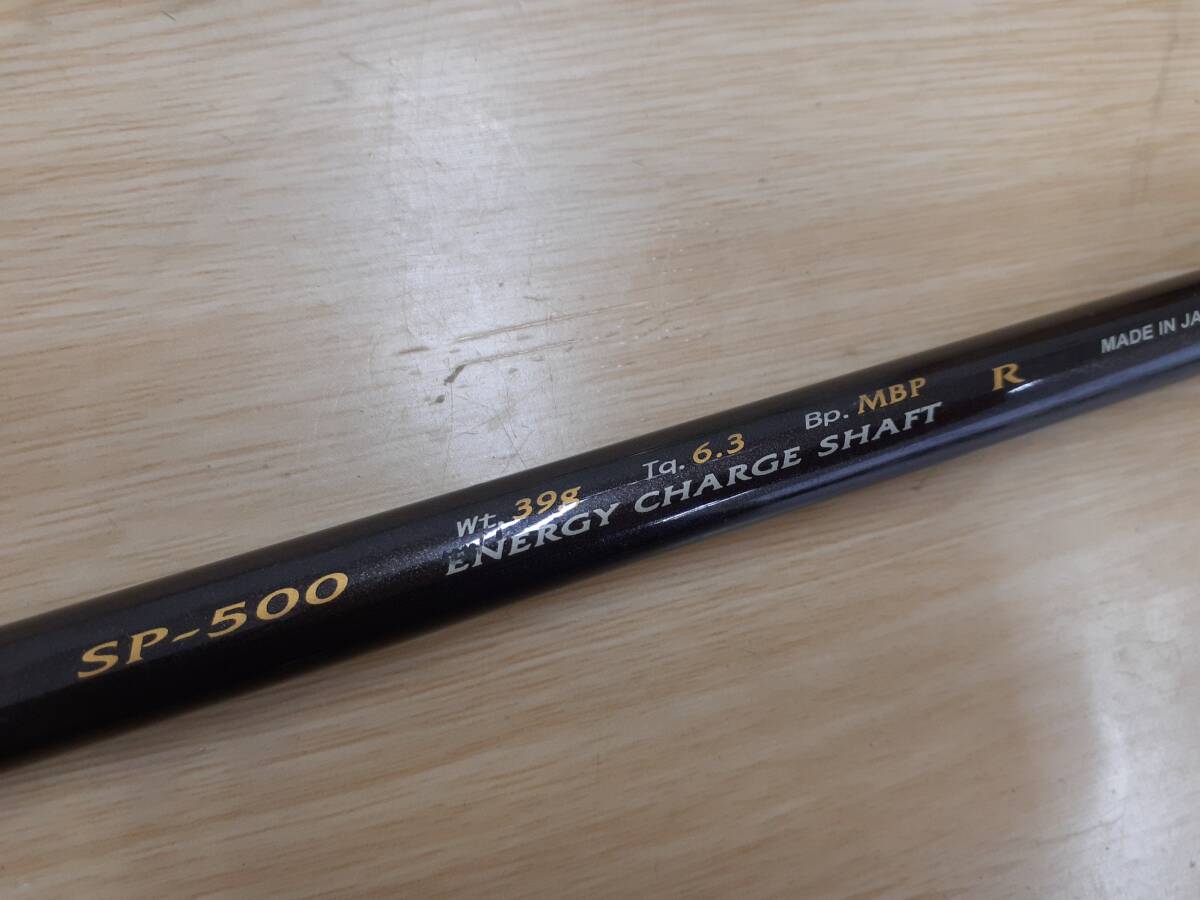 SP-500
Wt. 39g Tq. 6.3 Bp. MBP R
ENERGY CHARGE SHAFT
MADE IN JA